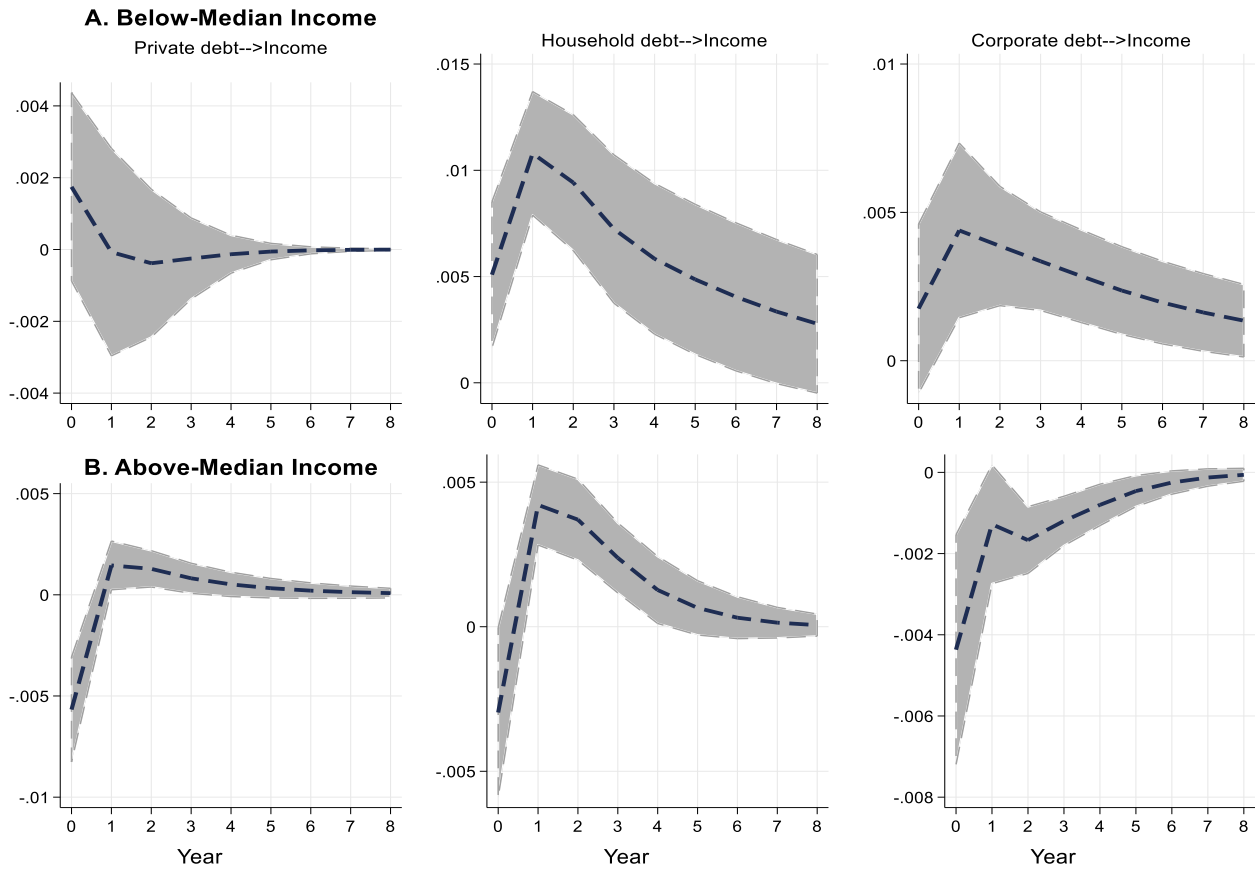 A. Below-Median Income
Private debt-->Income
Household debt-->Income
Corporate debt-->Income
.004
.002
0
-.002
-.004
0 1 2 3 4 5 6 7 8
.015
.01
.005
0
0 1 2 3 4 5 6 7 8
.01
.005
0
0 1 2 3 4 5 6 7 8
B. Above-Median Income
.005
0
-.005
-.01
0 1 2 3 4 5 6 7 8
Year
.005
0
-.005
0 1 2 3 4 5 6 7 8
Year
0
-.002
-.004
-.006
-.008
0 1 2 3 4 5 6 7 8
Year